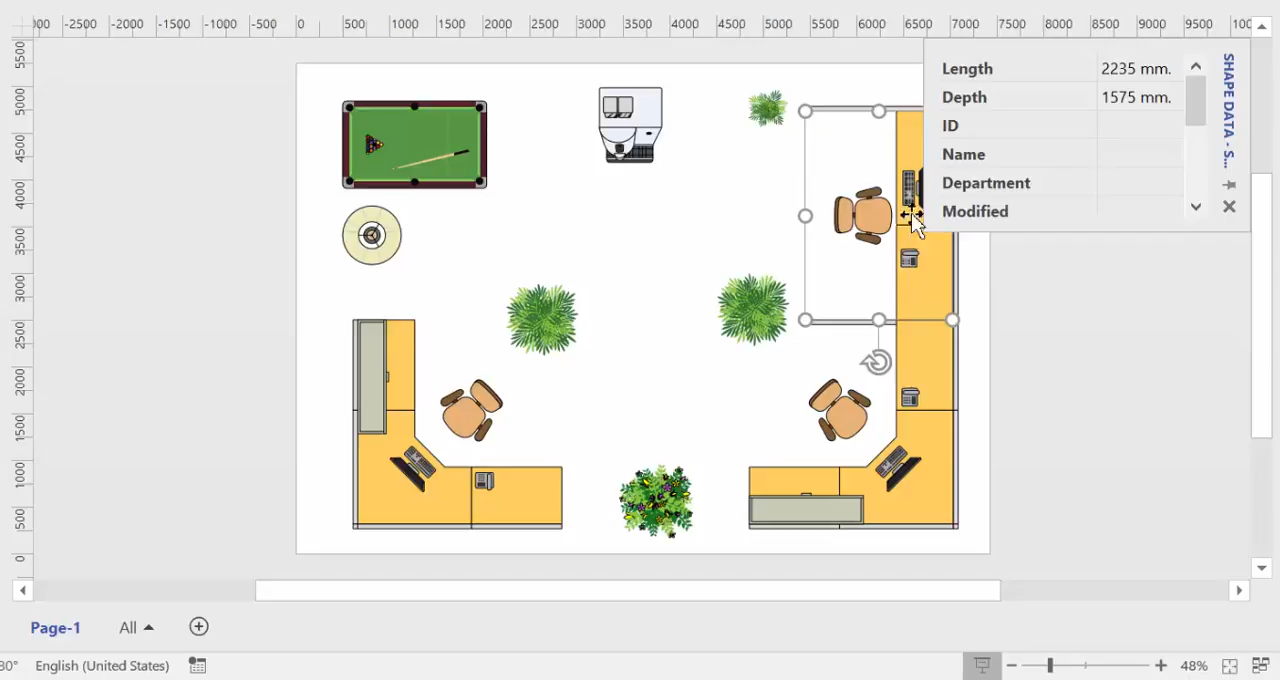 -2500 -2000 -1500 -1000 -500 0 500 1000 1500 2000 2500 3000 3500 4000 4500 5000 5500 6000 6500 7000 7500 8000 8500 9000 9500
5500
5000
4500
4000
3500
3000
2500
2000
1500
1000
500
0
Length 2235 mm.
Depth 1575 mm.
ID
Name
Department
Modified
SHAPE DATA - S...
Page-1 All
English (United States) 48%